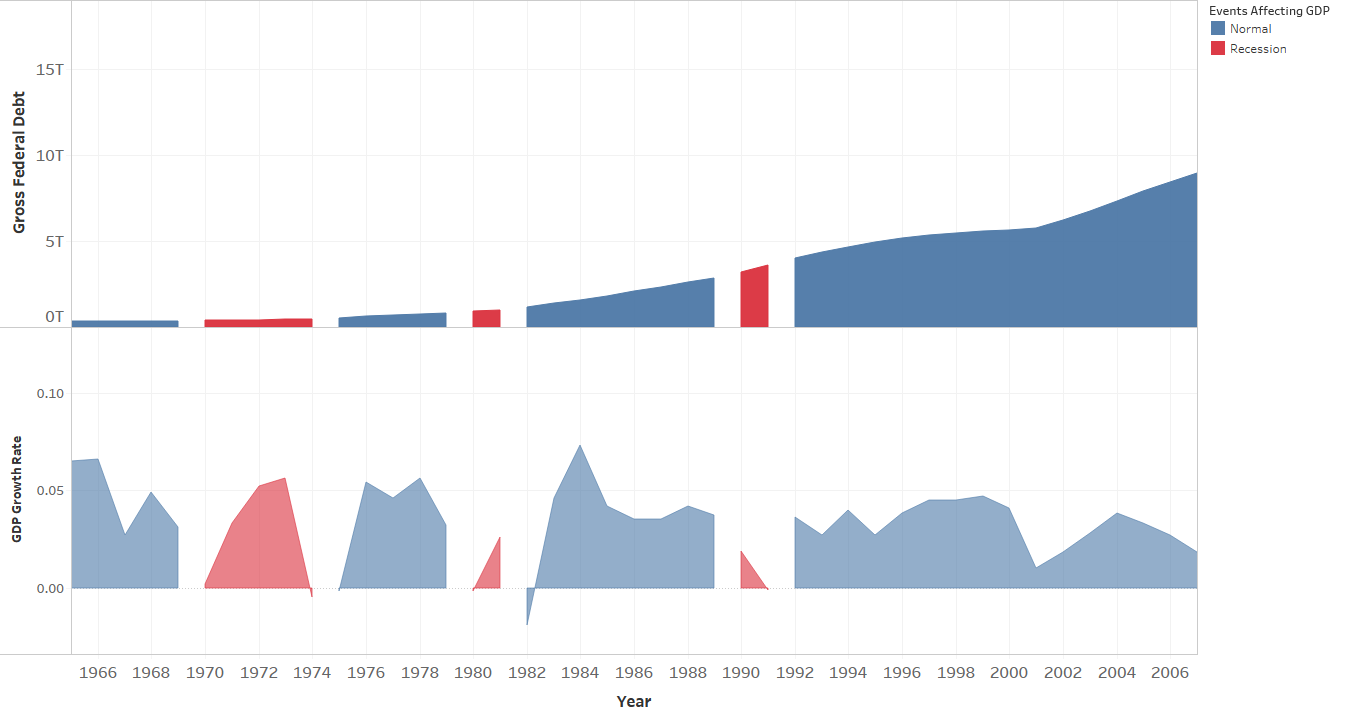 Events Affecting GDP
Normal
Recession
Gross Federal Debt
15T
10T
5T
0T
GDP Growth Rate
0.10
0.05
0.00
1966 1968 1970 1972 1974 1976 1978 1980 1982 1984 1986 1988 1990 1992 1994 1996 1998 2000 2002 2004 2006
Year